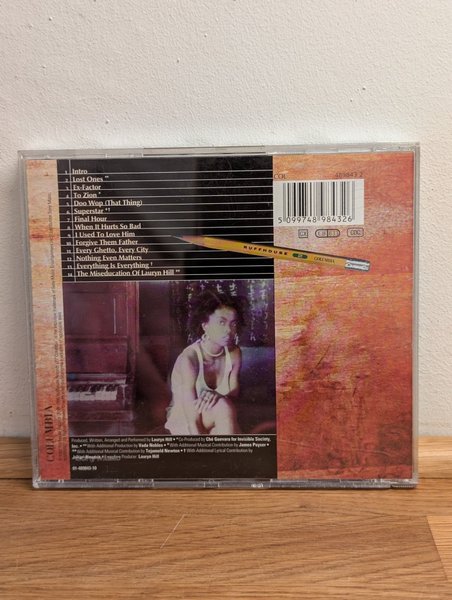 1 Intro
2 Lost Ones **
3 Ex-Factor
4 To Zion *
5 Doo Wop (That Thing)
6 Superstar *†
7 Final Hour
8 When It Hurts So Bad
9 I Used To Love Him
10 Forgive Them Father
11 Every Ghetto, Every City
12 Nothing Even Matters
13 Everything Is Everything †
14 The Miseducation Of Lauryn Hill **
COL 489843 2
5 099748 984326
RUFFHOUSE COLUMBIA
Produced, Written, Arranged and Performed by Lauryn Hill • * Co-Produced by Ché Guevara for Invisible Society,
Inc. • ** With Additional Production by Vada Nobles • With Additional Musical Contribution by James Poyser •
With Additional Musical Contribution by Tejumold Newton • † With Additional Lyrical Contribution by
Executive Producer: Lauryn Hill
01-489843-10
COLUMBIA